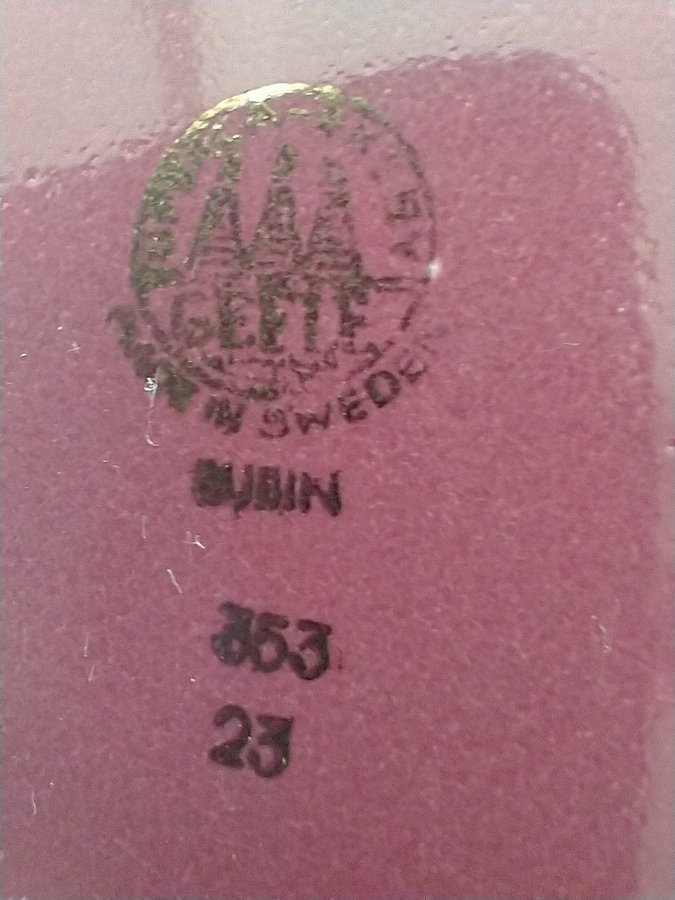 GEFLE
IN SWEDEN
RUBIN
353
23